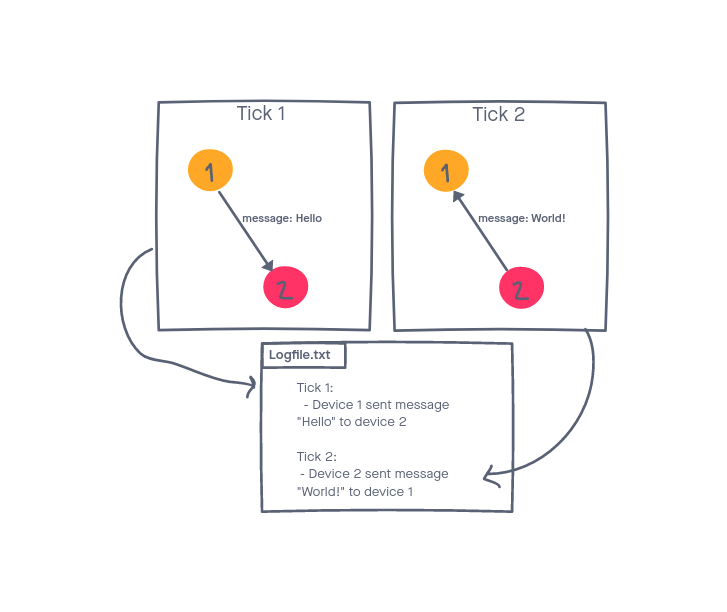 Tick 1
1
message: Hello
2
Tick 2
1
message: World!
2
Logfile.txt
Tick 1:
- Device 1 sent message
"Hello" to device 2
Tick 2:
- Device 2 sent message
"World!" to device 1